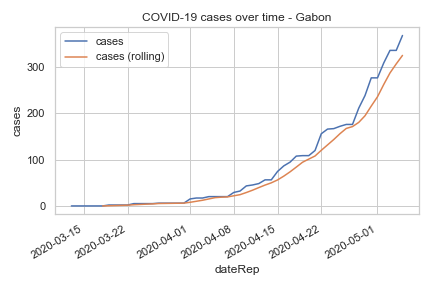 COVID-19 cases over time - Gabon
cases
cases (rolling)
cases
300
200
100
0
2020-03-15
2020-03-22
2020-04-01
2020-04-08
2020-04-15
2020-04-22
2020-05-01
dateRep